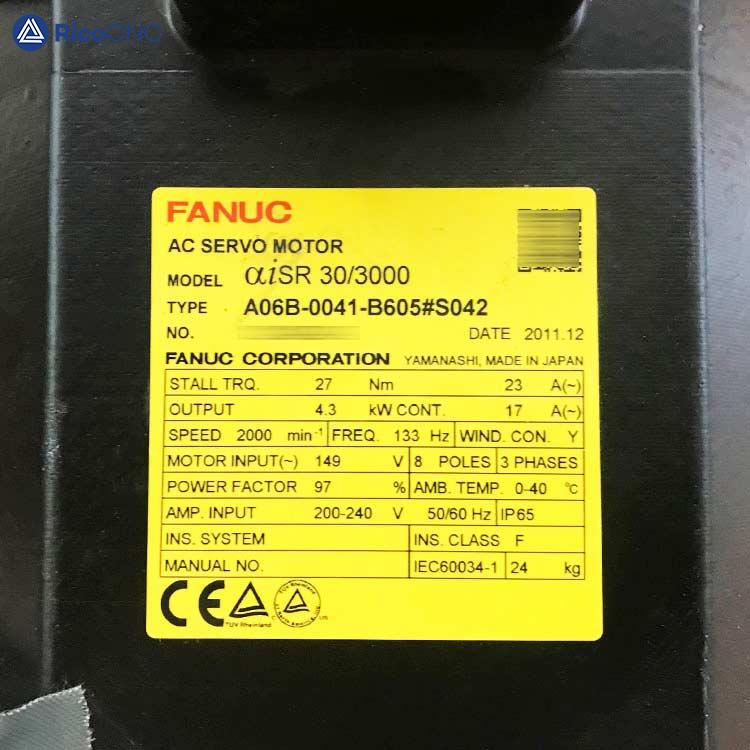 RicoCNC
FANUC
AC SERVO MOTOR
MODEL αiSR 30/3000
TYPE A06B-0041-B605#S042
NO. DATE 2011.12
FANUC CORPORATION YAMANASHI, MADE IN JAPAN
STALL TRQ. 27 Nm 23 A(~)
OUTPUT 4.3 kW CONT. 17 A(~)
SPEED 2000 min-1 FREQ. 133 Hz WIND. CON. Y
MOTOR INPUT(~) 149 V 8 POLES 3 PHASES
POWER FACTOR 97 % AMB. TEMP. 0-40 ℃
AMP. INPUT 200-240 V 50/60 Hz IP65
INS. SYSTEM INS. CLASS F
MANUAL NO. IEC60034-1 24 kg
CE
TUV Rheinland